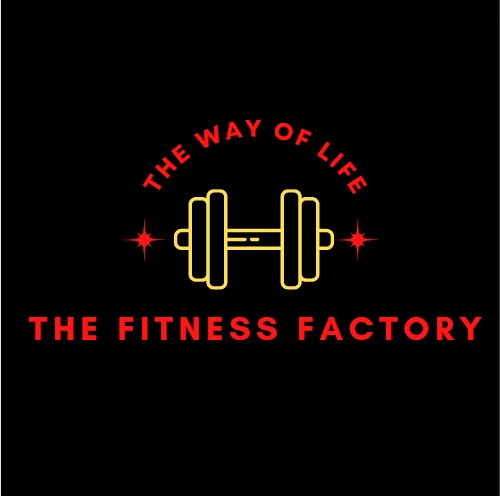 THE WAY OF LIFE
THE FITNESS FACTORY